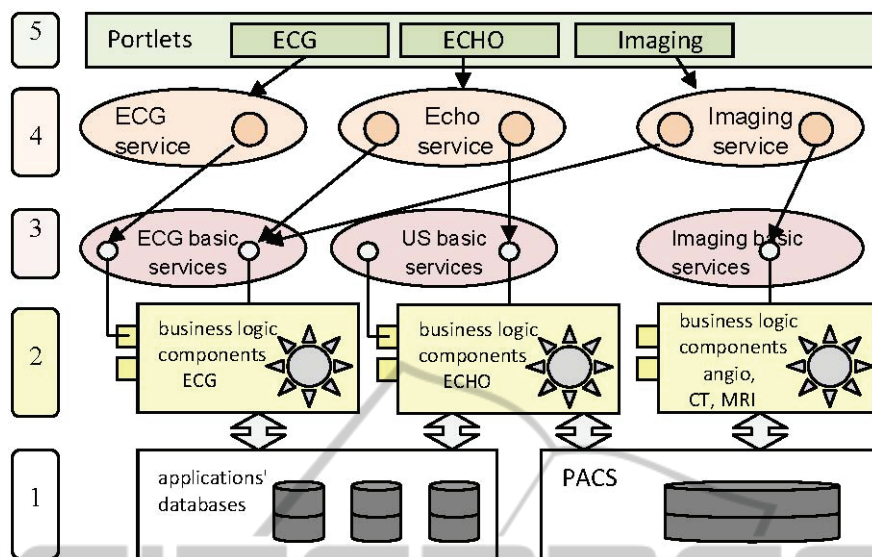 5
Portlets
ECG
ECHO
Imaging
4
ECG
service
Echo
service
Imaging
service
3
ECG basic
services
US basic
services
Imaging basic
services
2
business logic
components
ECG
business logic
components
ECHO
business logic
components
angio,
CT, MRI
1
applications'
databases
PACS